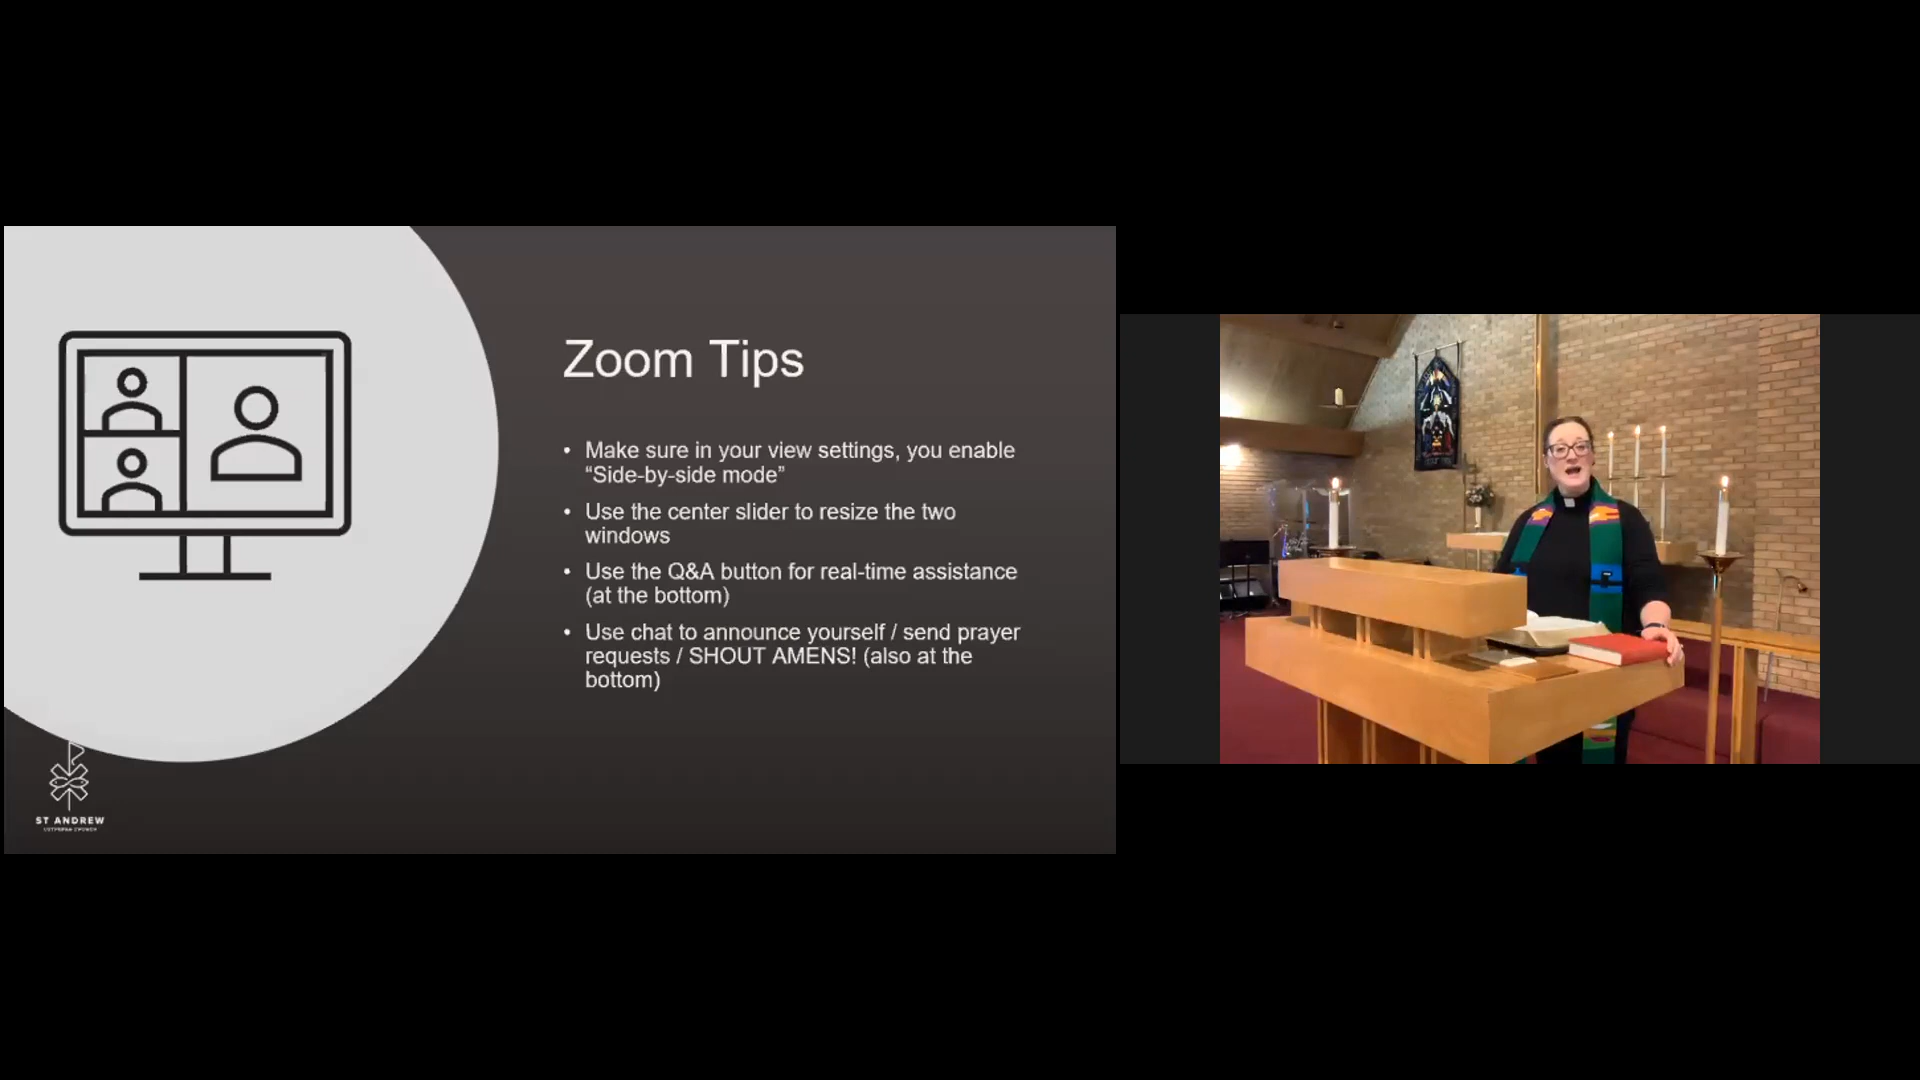 Zoom Tips
• Make sure in your view settings, you enable
“Side-by-side mode”
• Use the center slider to resize the two
windows
• Use the Q&A button for real-time assistance
(at the bottom)
• Use chat to announce yourself / send prayer
requests / SHOUT AMENS! (also at the
bottom)
ST ANDREW
LUTHERAN CHURCH